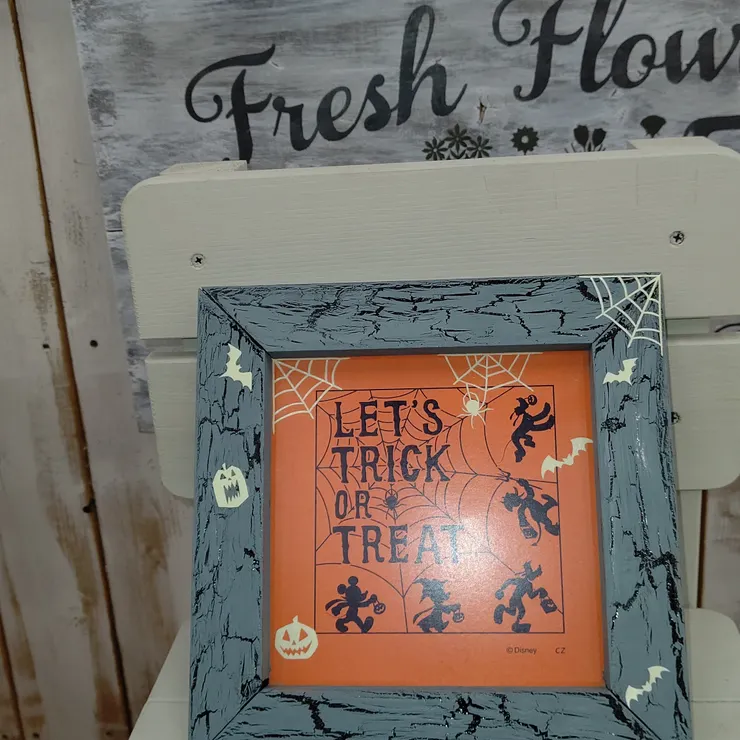 Fresh Flow
LET'S
TRICK
OR
TREAT
© Disney CZ